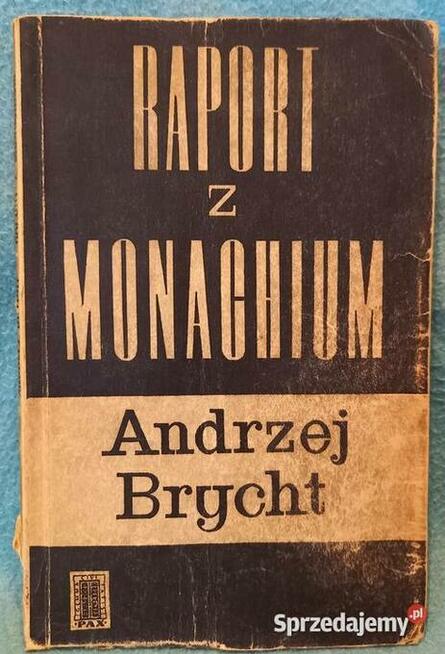 RAPORT
Z
MONACHIUM
Andrzej
Brycht
PAX
Sprzedajemy.pl